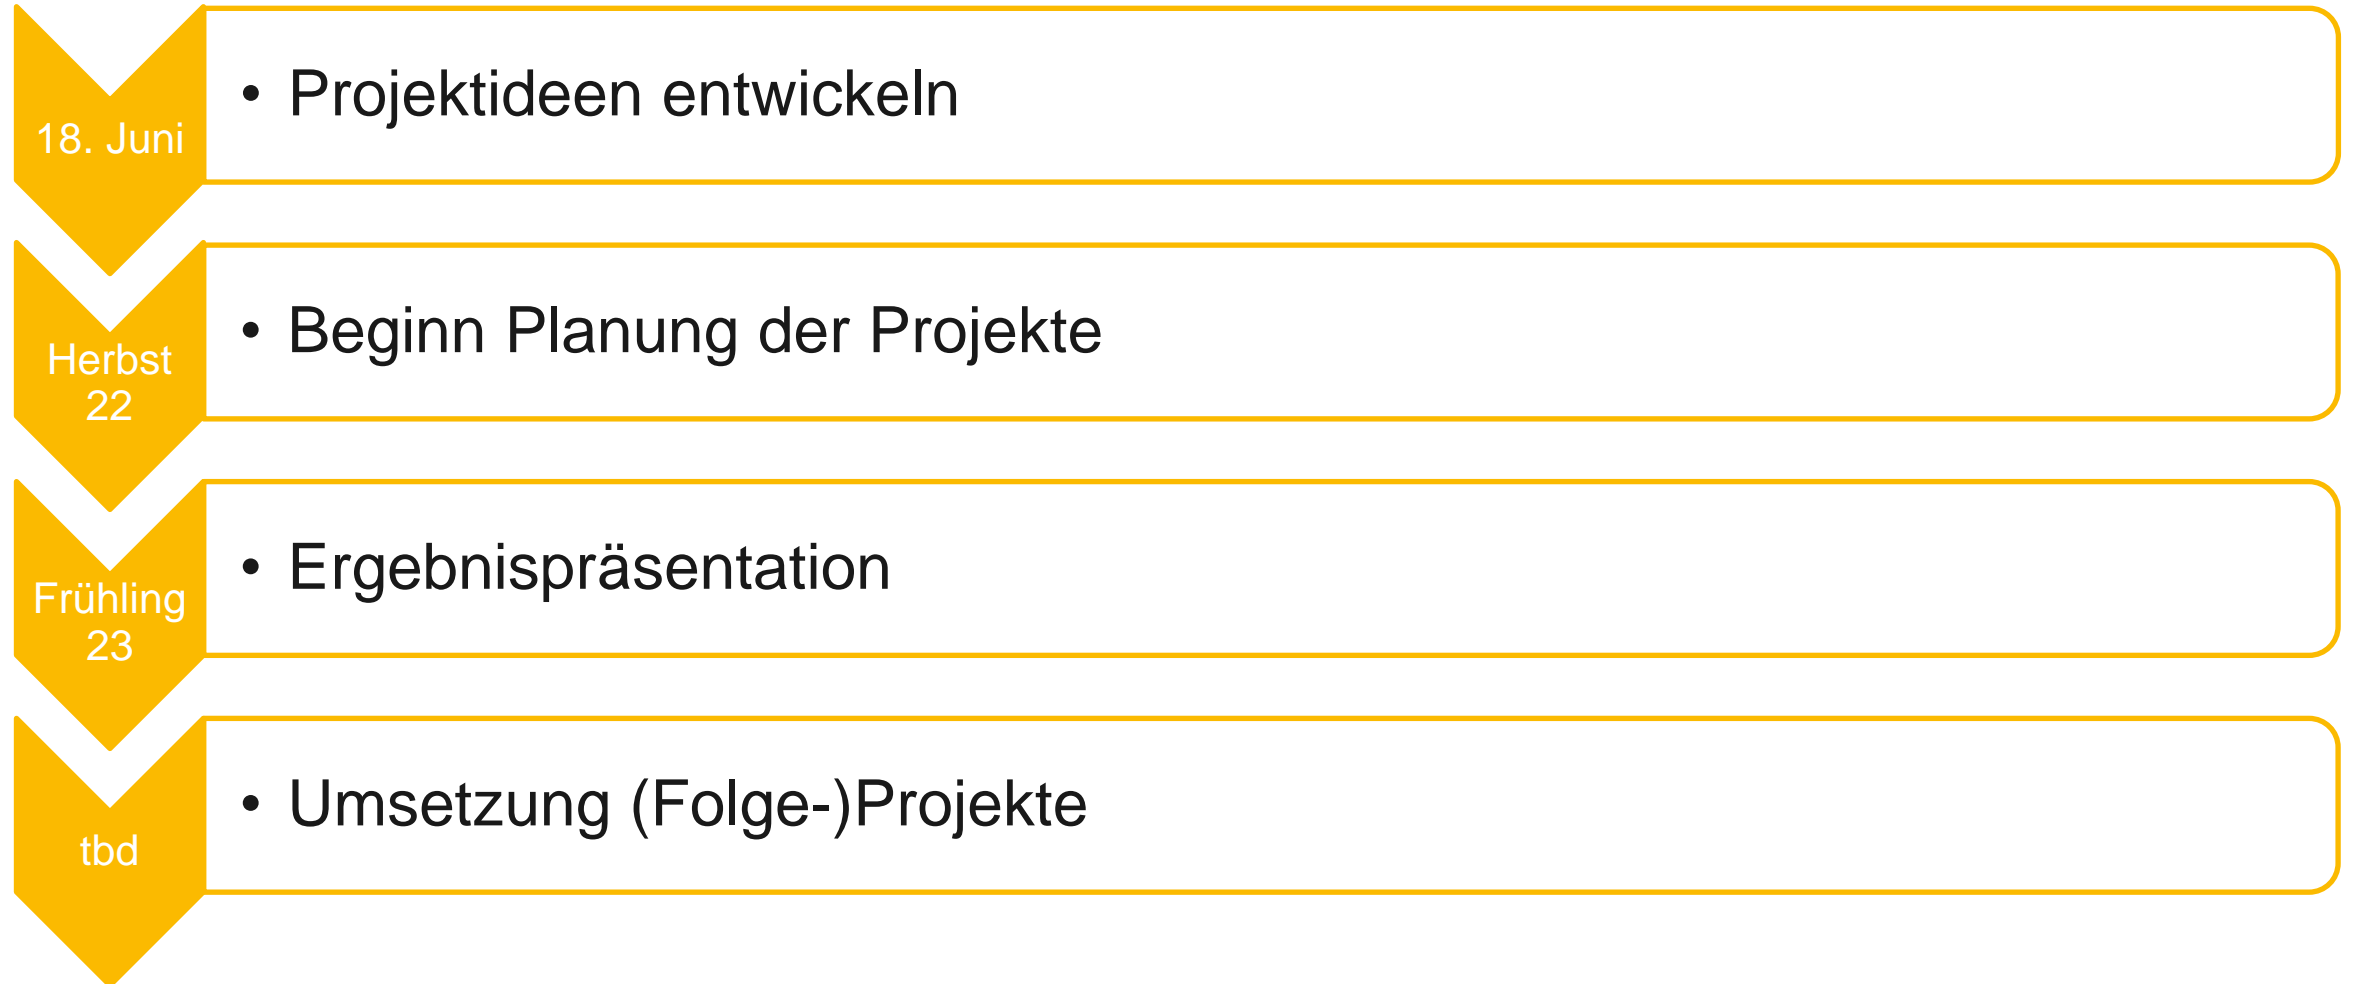 18. Juni
• Projektideen entwickeln
Herbst
22
• Beginn Planung der Projekte
Frühling
23
• Ergebnispräsentation
tbd
• Umsetzung (Folge-)Projekte